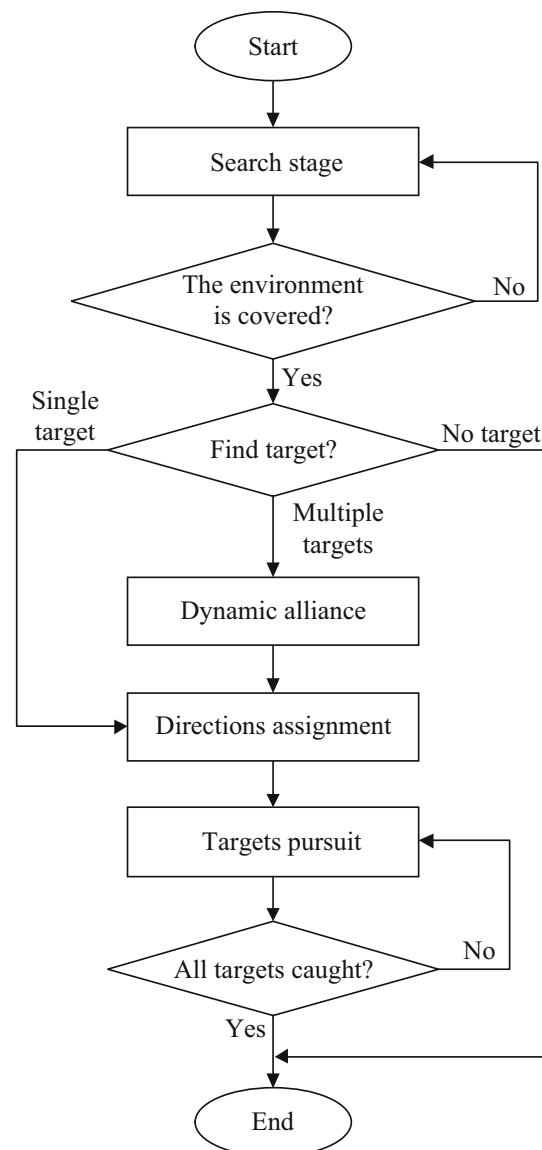 Start
Search stage
The environment
is covered?
No
Yes
Single
target
Find target?
No target
Multiple
targets
Dynamic alliance
Directions assignment
Targets pursuit
All targets caught?
No
Yes
End